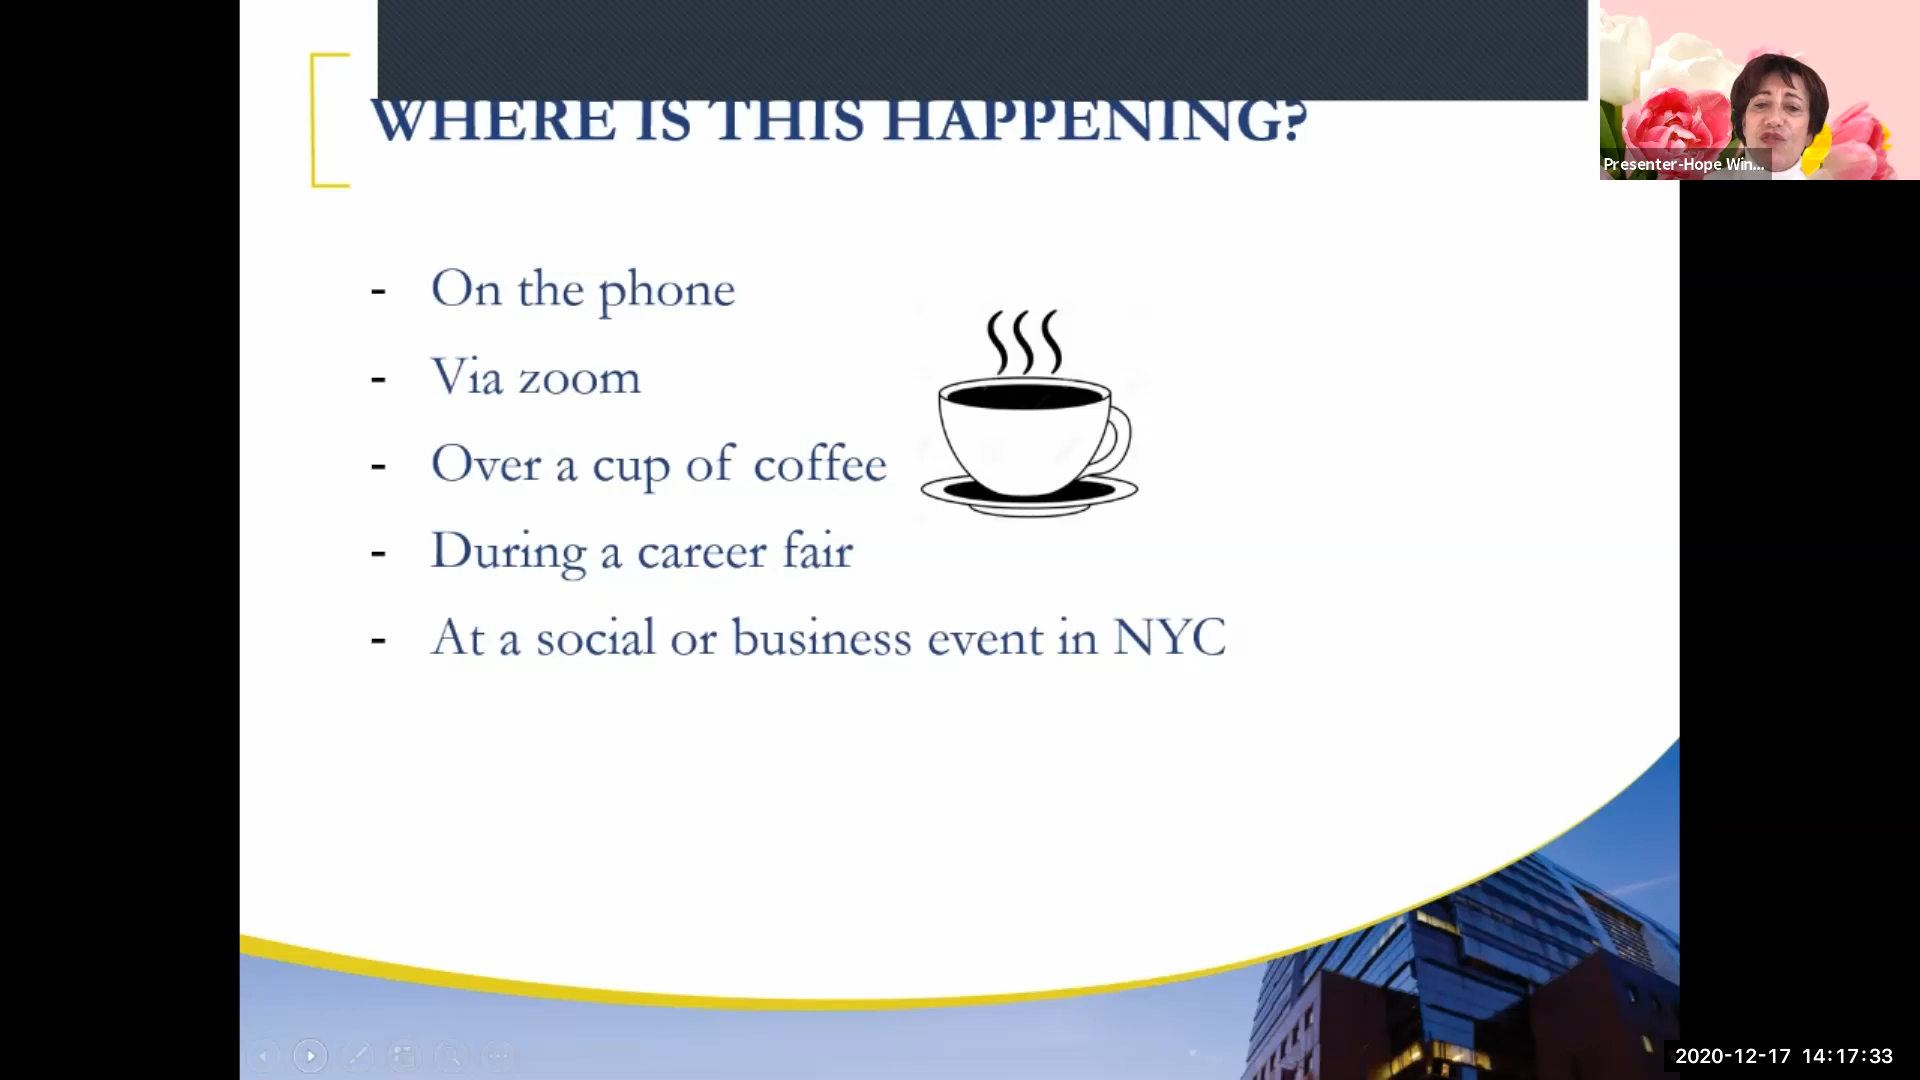 WHERE IS THIS HAPPENING?
Presenter-Hope Win...
- On the phone
- Via zoom
- Over a cup of coffee
- During a career fair
- At a social or business event in NYC
2020-12-17 14:17:33